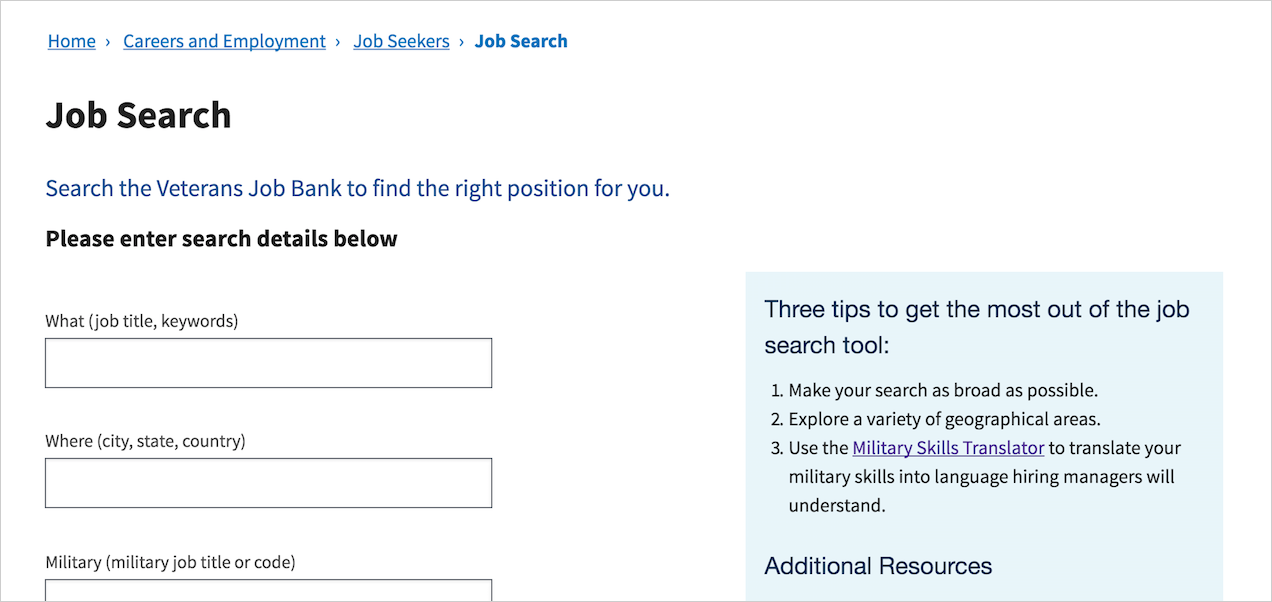 Home › Careers and Employment › Job Seekers › Job Search
Job Search
Search the Veterans Job Bank to find the right position for you.
Please enter search details below
What (job title, keywords)
Where (city, state, country)
Military (military job title or code)
Three tips to get the most out of the job
search tool:
1. Make your search as broad as possible.
2. Explore a variety of geographical areas.
3. Use the Military Skills Translator to translate your
military skills into language hiring managers will
understand.
Additional Resources